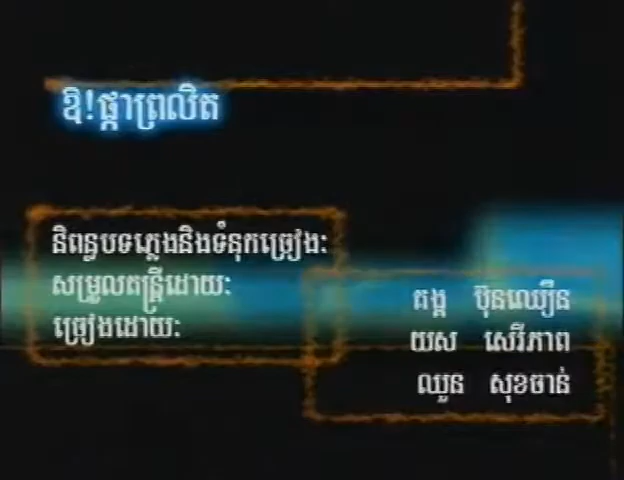 ឱ!ផ្កាព្រលិត
និពន្ធបទភ្លេងនិងទំនុកច្រៀង:
សម្រួលតន្ត្រីដោយ:
ច្រៀងដោយ:
គង្គ ប៊ុនឈឿន
យស សេរីភាព
ឈួន សុខចាន់